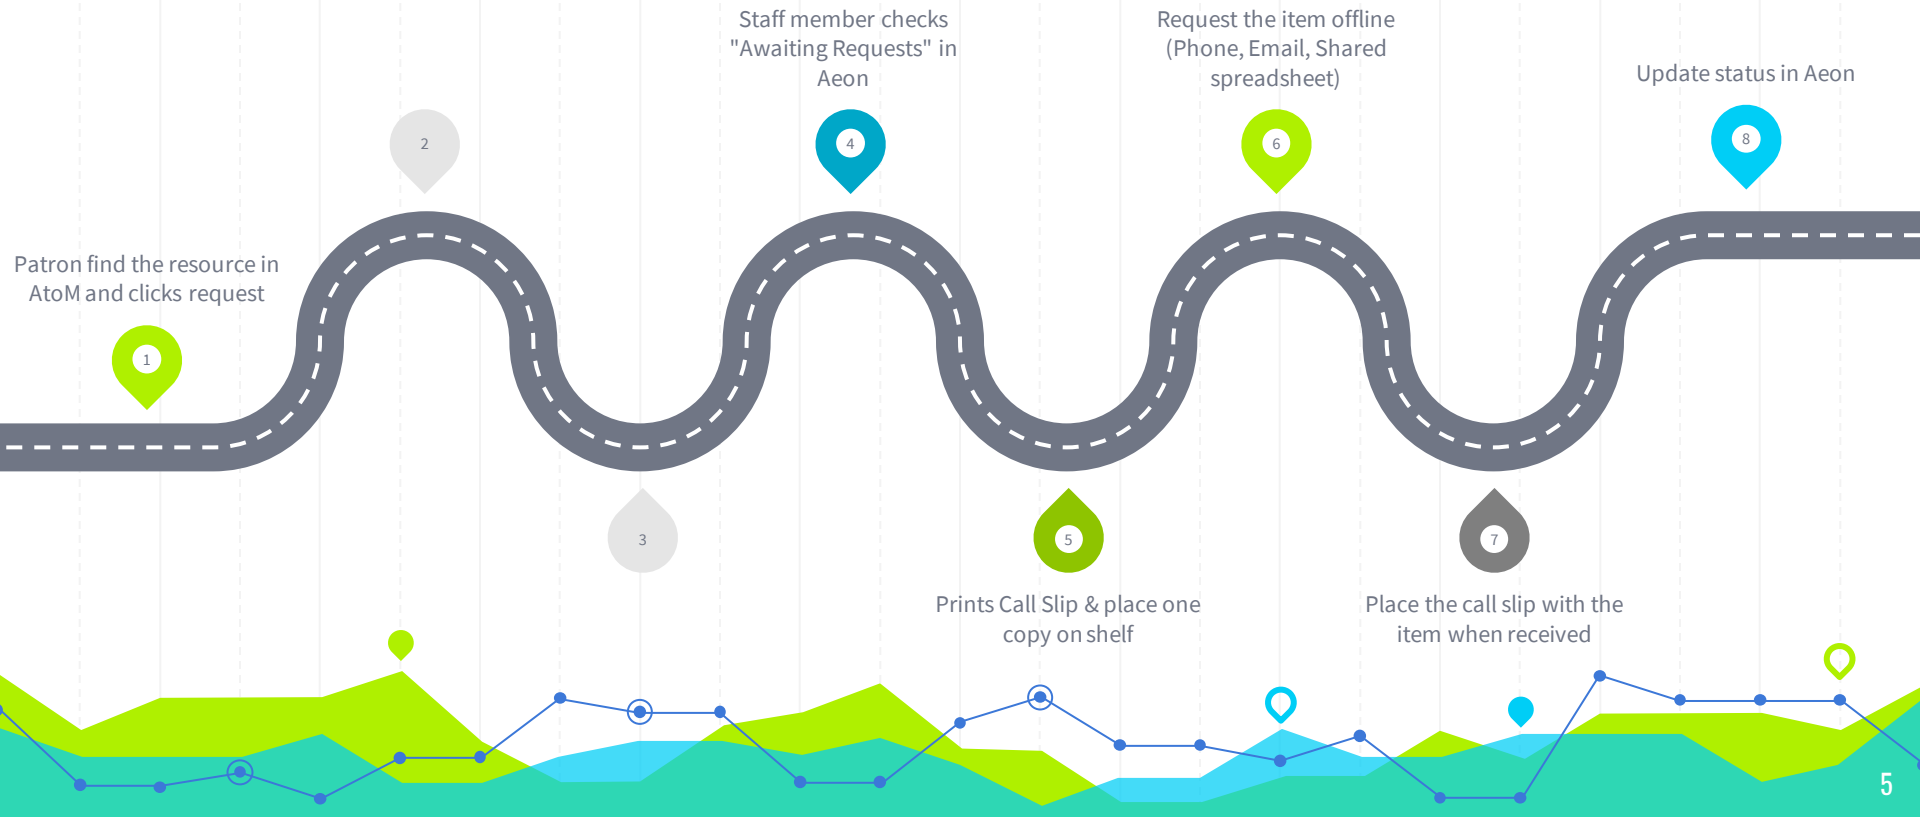 Patron find the resource in
AtoM and clicks request
1
2
3
Staff member checks
"Awaiting Requests" in
Aeon
4
5
Prints Call Slip & place one
copy on shelf
Request the item offline
(Phone, Email, Shared
spreadsheet)
6
7
Place the call slip with the
item when received
Update status in Aeon
8
5